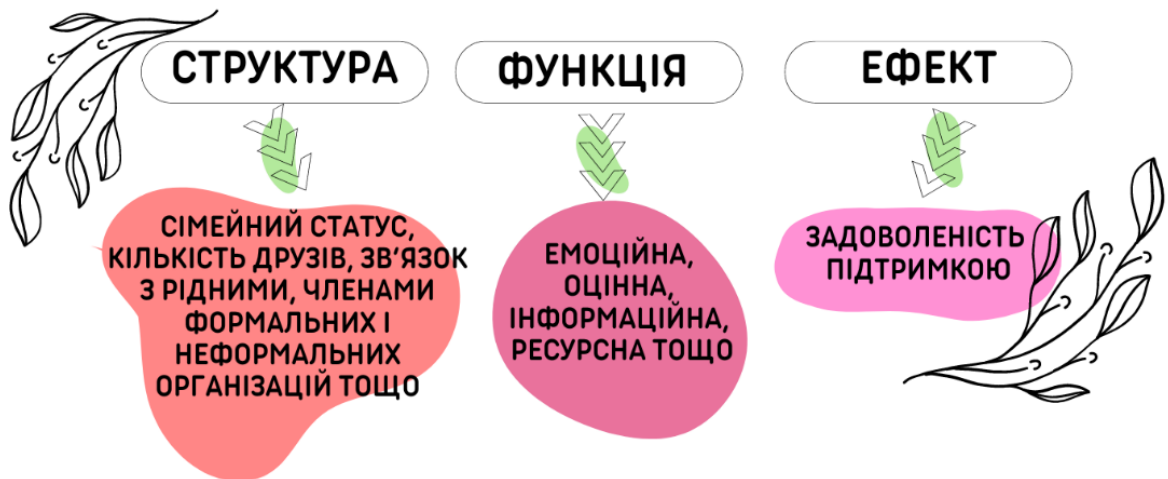 СТРУКТУРА
СІМЕЙНИЙ СТАТУС,
КІЛЬКІСТЬ ДРУЗІВ, ЗВ’ЯЗОК
З РІДНИМИ, ЧЛЕНАМИ
ФОРМАЛЬНИХ І
НЕФОРМАЛЬНИХ
ОРГАНІЗАЦІЙ ТОЩО
ФУНКЦІЯ
ЕМОЦІЙНА,
ОЦІННА,
ІНФОРМАЦІЙНА,
РЕСУРСНА ТОЩО
ЕФЕКТ
ЗАДОВОЛЕНІСТЬ
ПІДТРИМКОЮ